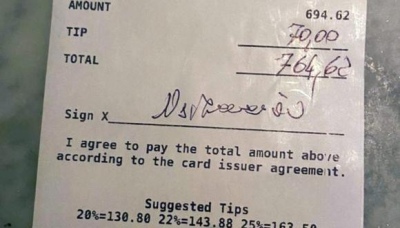 AMOUNT 694.62
TIP 70,00
TOTAL 764,62
Sign X
I agree to pay the total amount above
according to the card issuer agreement.
Suggested Tips
20%=130.80 22%=143.88 25%=163.50